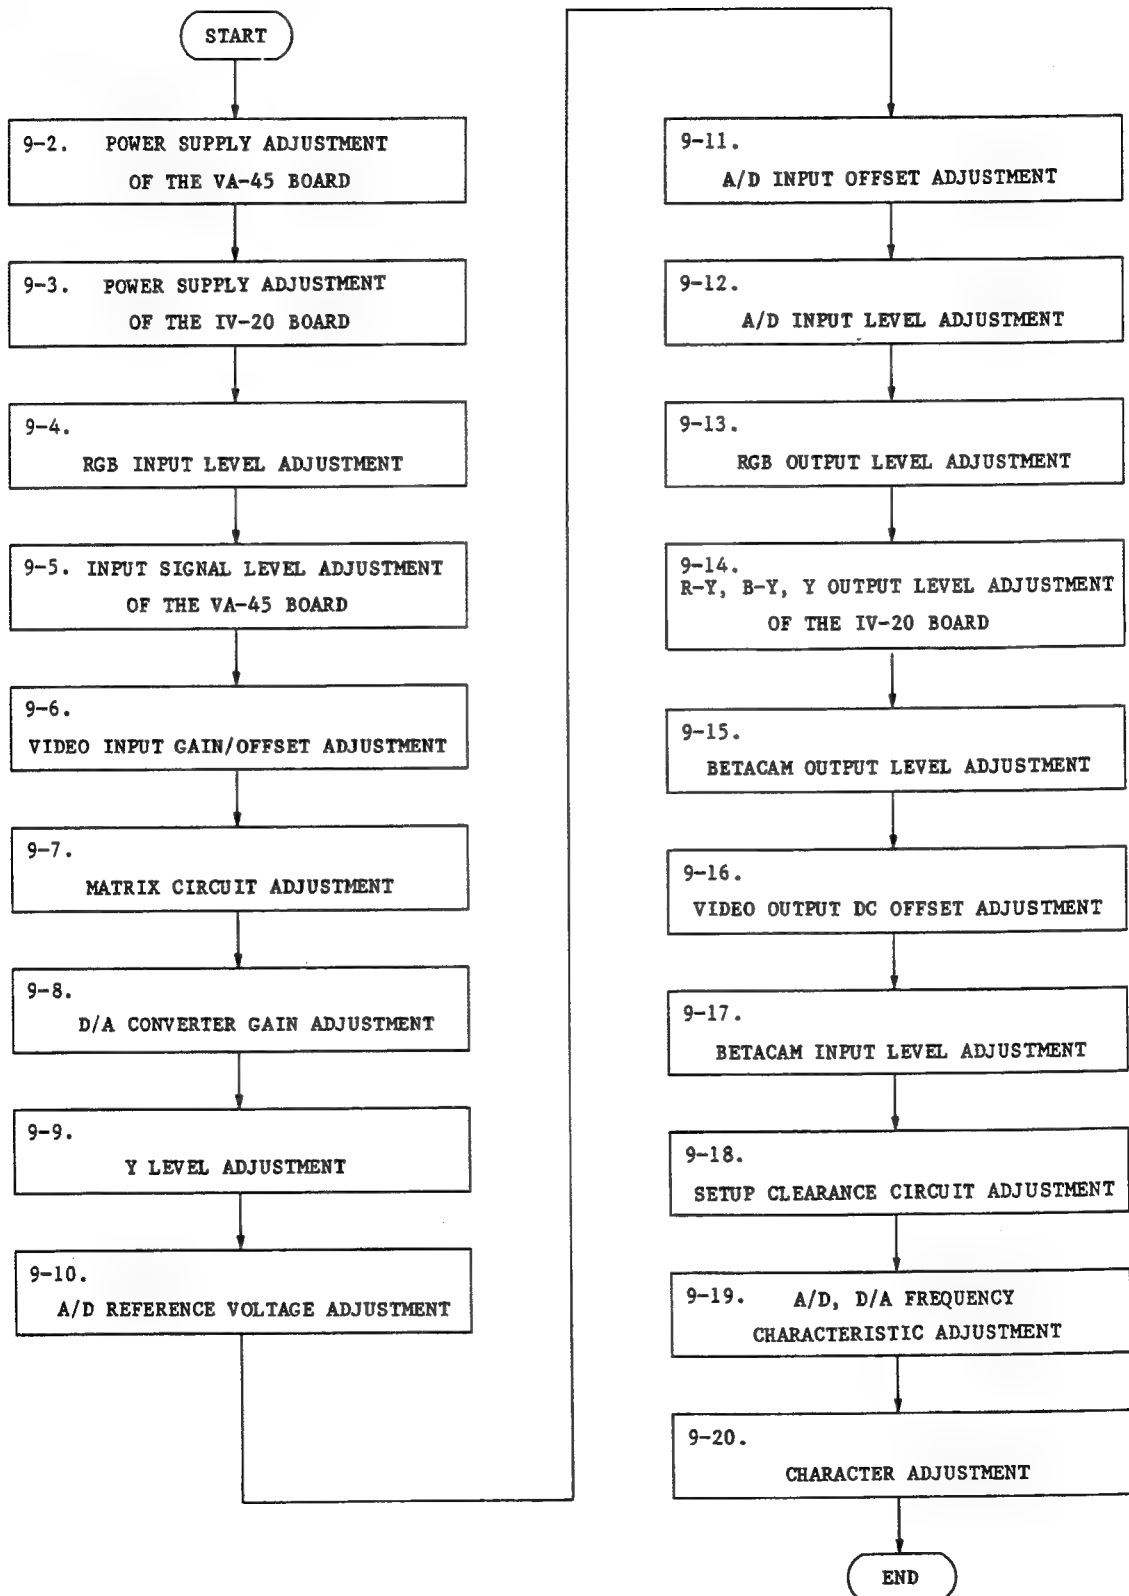 START
9-2. POWER SUPPLY ADJUSTMENT
OF THE VA-45 BOARD
9-3. POWER SUPPLY ADJUSTMENT
OF THE IV-20 BOARD
9-4.
RGB INPUT LEVEL ADJUSTMENT
9-5. INPUT SIGNAL LEVEL ADJUSTMENT
OF THE VA-45 BOARD
9-6.
VIDEO INPUT GAIN/OFFSET ADJUSTMENT
9-7.
MATRIX CIRCUIT ADJUSTMENT
9-8.
D/A CONVERTER GAIN ADJUSTMENT
9-9.
Y LEVEL ADJUSTMENT
9-10.
A/D REFERENCE VOLTAGE ADJUSTMENT
9-11.
A/D INPUT OFFSET ADJUSTMENT
9-12.
A/D INPUT LEVEL ADJUSTMENT
9-13.
RGB OUTPUT LEVEL ADJUSTMENT
9-14.
R-Y, B-Y, Y OUTPUT LEVEL ADJUSTMENT
OF THE IV-20 BOARD
9-15.
BETACAM OUTPUT LEVEL ADJUSTMENT
9-16.
VIDEO OUTPUT DC OFFSET ADJUSTMENT
9-17.
BETACAM INPUT LEVEL ADJUSTMENT
9-18.
SETUP CLEARANCE CIRCUIT ADJUSTMENT
9-19. A/D, D/A FREQUENCY
CHARACTERISTIC ADJUSTMENT
9-20.
CHARACTER ADJUSTMENT
END